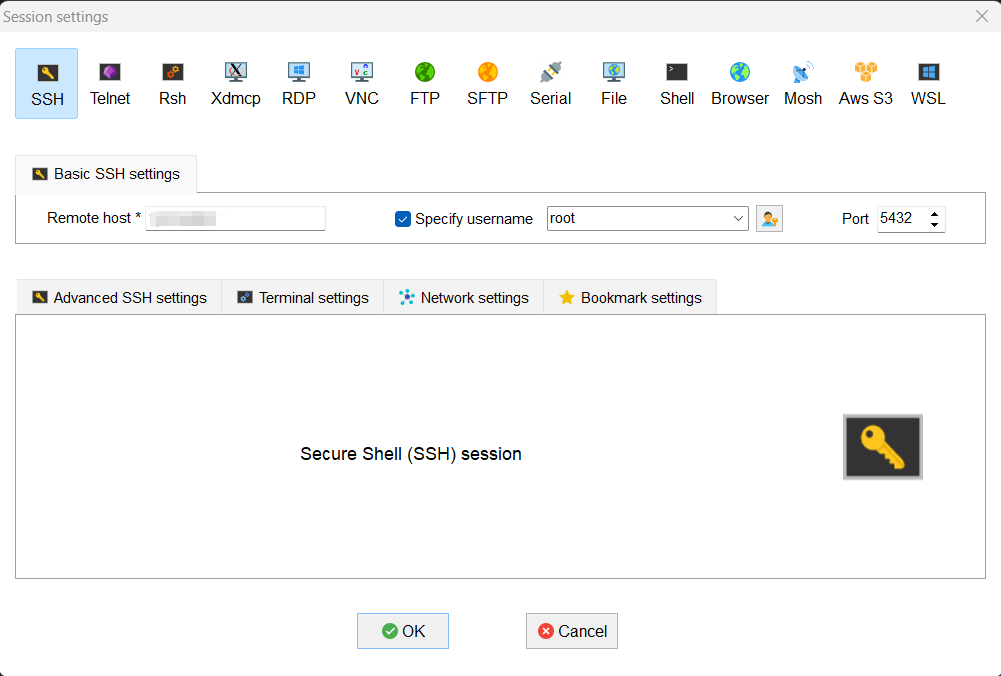 Session settings
SSH Telnet Rsh Xdmcp RDP VNC FTP SFTP Serial File Shell Browser Mosh Aws S3 WSL
Basic SSH settings
Remote host * Specify username root Port 5432
Advanced SSH settings Terminal settings Network settings Bookmark settings
Secure Shell (SSH) session
OK Cancel